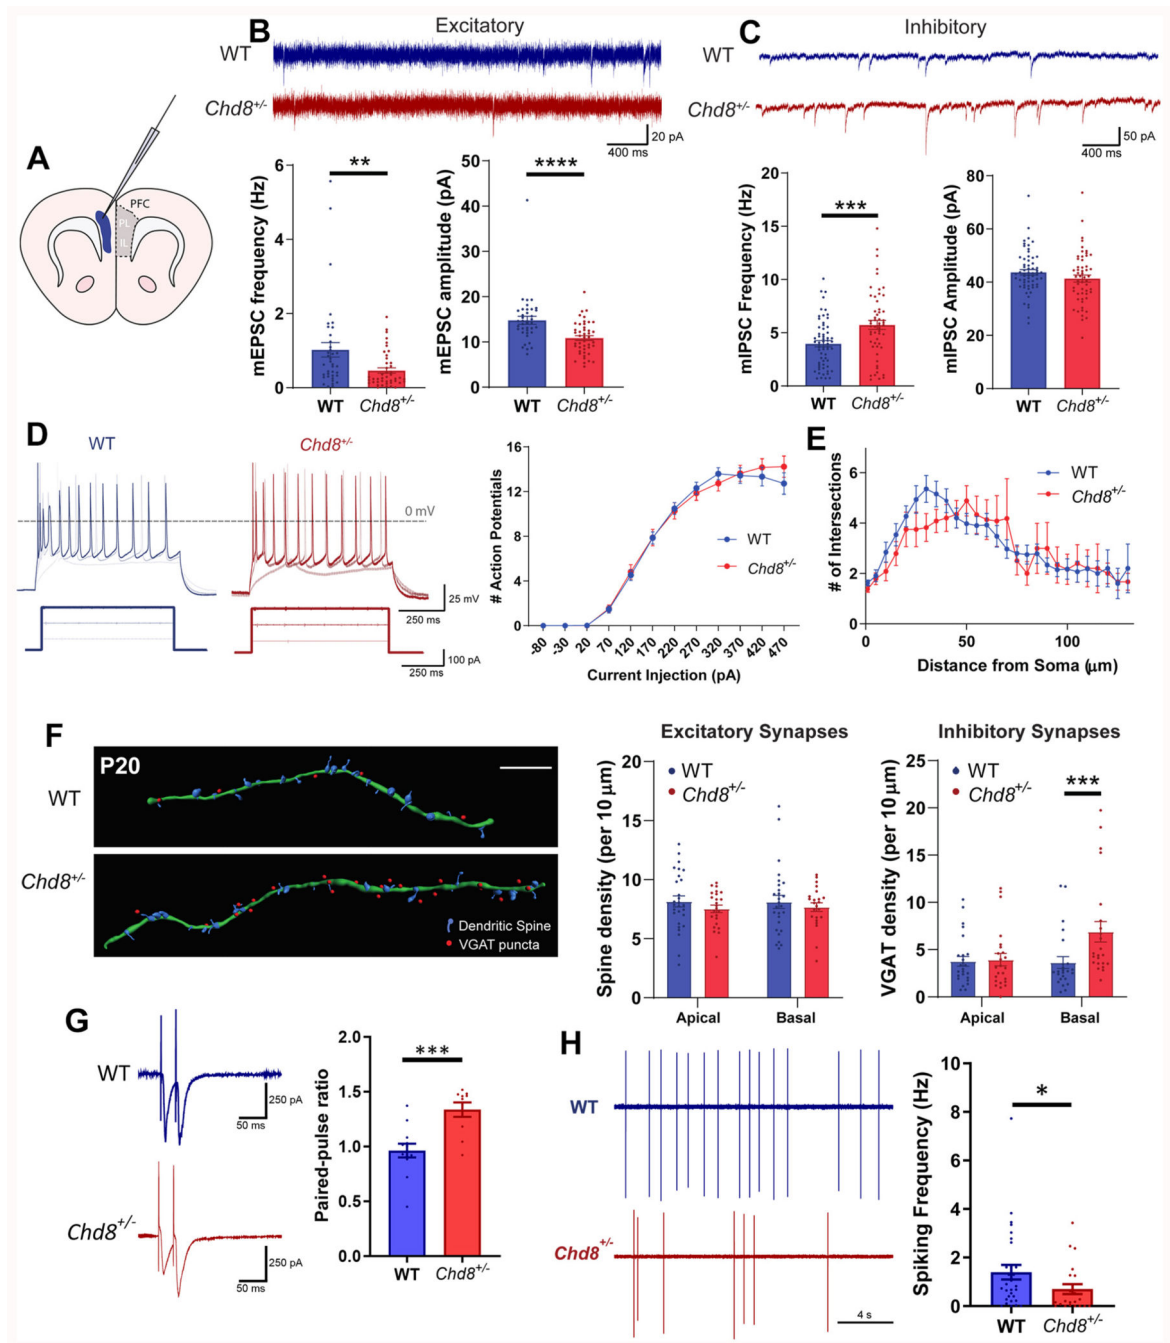 B
Excitatory
WT
Chd8+/-
20 pA
400 ms
C
Inhibitory
WT
Chd8+/-
50 pA
400 ms
A
PFC
PL
IL
mEPSC frequency (Hz)
6
4
2
0
**
WT
Chd8+/-
mEPSC amplitude (pA)
50
40
30
20
10
0
****
WT
Chd8+/-
mIPSC Frequency (Hz)
20
15
10
5
0
***
WT
Chd8+/-
mIPSC Amplitude (pA)
80
60
40
20
0
WT
Chd8+/-
D
WT
Chd8+/-
0 mV
25 mV
250 ms
100 pA
250 ms
# Action Potentials
16
12
8
4
0
WT
Chd8+/-
-80 -30 20 70 120 170 220 270 320 370 420 470
Current Injection (pA)
E
# of Intersections
6
4
2
0
WT
Chd8+/-
0 50 100
Distance from Soma (µm)
F
P20
WT
Chd8+/-
Dendritic Spine
VGAT puncta
Excitatory Synapses
WT
Chd8+/-
Spine density (per 10 µm)
20
15
10
5
0
Apical Basal
Inhibitory Synapses
WT
Chd8+/-
***
VGAT density (per 10 µm)
25
20
15
10
5
0
Apical Basal
G
WT
250 pA
50 ms
Chd8+/-
250 pA
50 ms
Paired-pulse ratio
2.0
1.5
1.0
0.5
0.0
***
WT
Chd8+/-
H
WT
Chd8+/-
4 s
Spiking Frequency (Hz)
10
8
6
4
2
0
*
WT
Chd8+/-